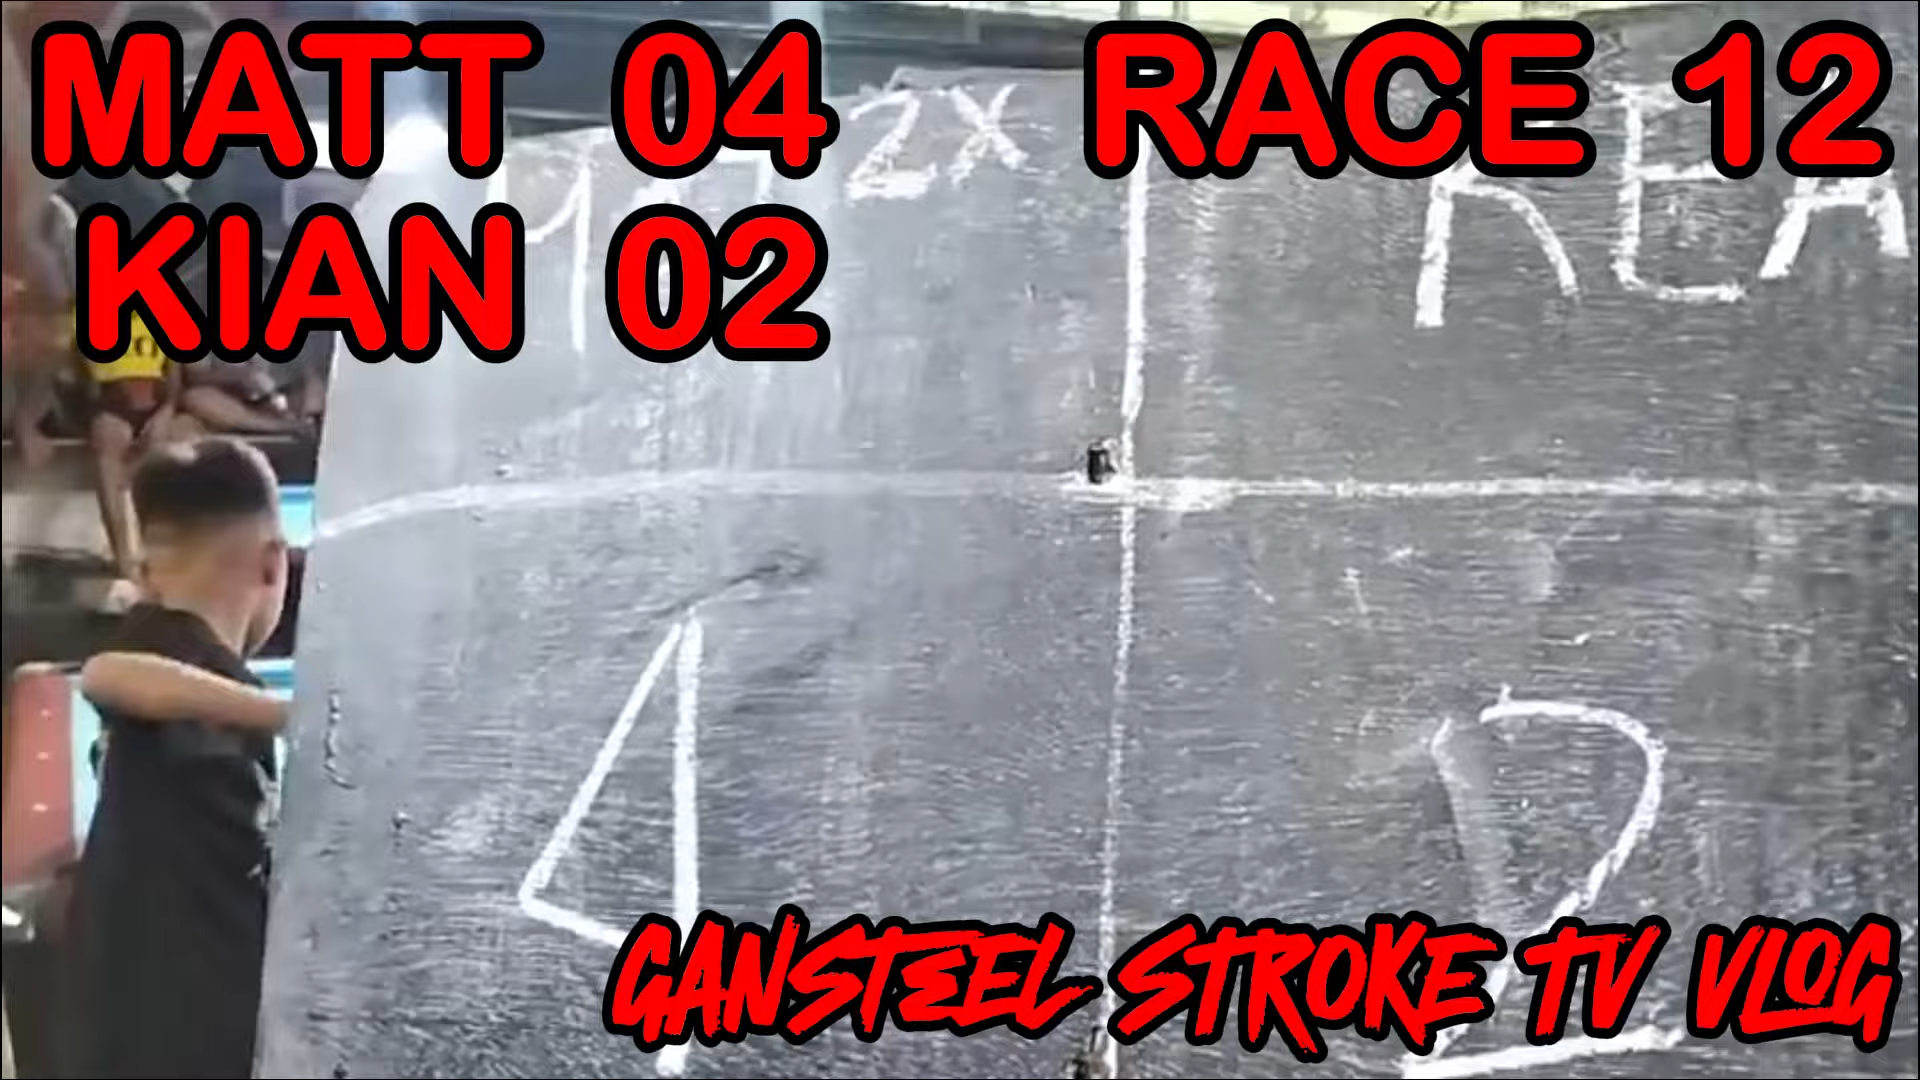 MATT 04
RACE 12
KIAN 02
2X
4
2
GANSTEEL STROKE TV VLOG